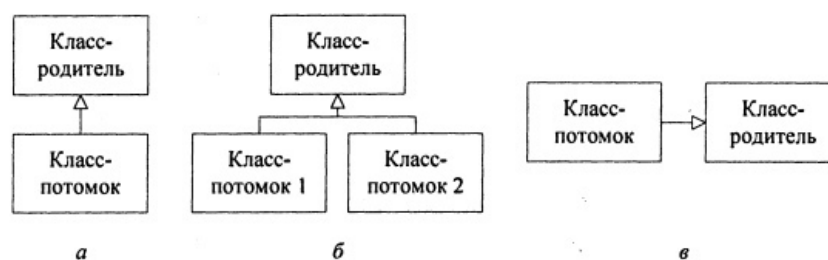 Класс-
родитель
Класс-
потомок
а
Класс-
родитель
Класс-
потомок 1
Класс-
потомок 2
б
Класс-
потомок
Класс-
родитель
в